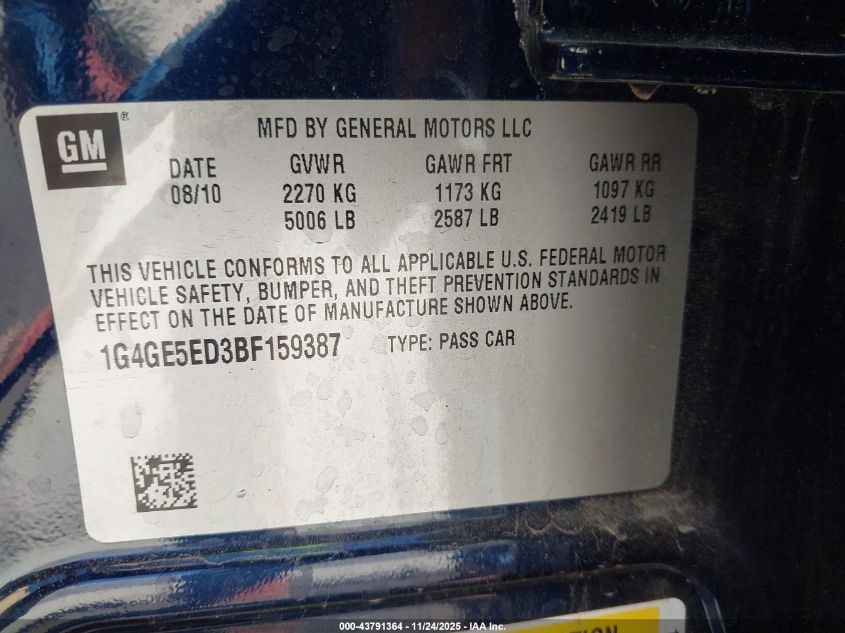 GM®
MFD BY GENERAL MOTORS LLC
DATE GVWR GAWR FRT GAWR RR
08/10 2270 KG 1173 KG 1097 KG
5006 LB 2587 LB 2419 LB
THIS VEHICLE CONFORMS TO ALL APPLICABLE U.S. FEDERAL MOTOR
VEHICLE SAFETY, BUMPER, AND THEFT PREVENTION STANDARDS IN
EFFECT ON THE DATE OF MANUFACTURE SHOWN ABOVE.
1G4GE5ED3BF159387 TYPE: PASS CAR
000-43791364 | 11/24/2025 | IAA Inc.